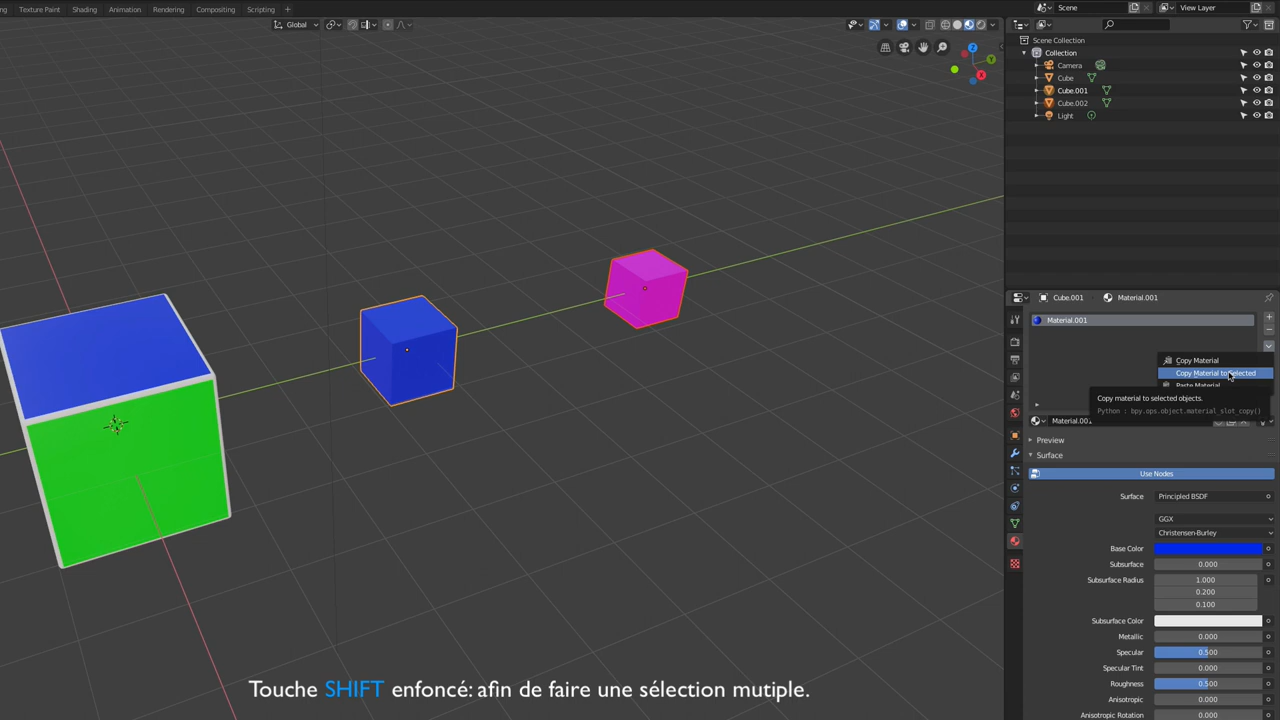 ng Texture Paint Shading Animation Rendering Compositing Scripting + Scene View Layer
Global
Scene Collection
Collection
Camera
Cube
Cube.001
Cube.002
Light
Z
Y
X
Cube.001 Material.001
Material.001
Copy Material
Copy Material to Selected
Paste Material
Copy material to selected objects.
Python : bpy.ops.object.material_slot_copy()
Material.001
Preview
Surface
Use Nodes
Surface Principled BSDF
GGX
Christensen-Burley
Base Color
Subsurface 0.000
Subsurface Radius 1.000
0.200
0.100
Subsurface Color
Metallic 0.000
Specular 0.500
Specular Tint 0.000
Roughness 0.500
Anisotropic 0.000
Anisotropic Rotation 0.000
Touche SHIFT enfoncé: afin de faire une sélection mutiple.